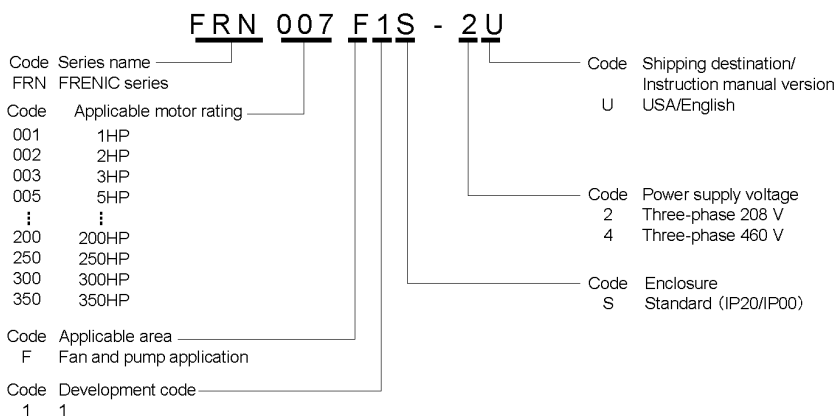 FRN 007 F1S - 2U
Code Series name
FRN FRENIC series
Code Applicable motor rating
001 1HP
002 2HP
003 3HP
005 5HP
⋮ ⋮
200 200HP
250 250HP
300 300HP
350 350HP
Code Applicable area
F Fan and pump application
Code Development code
1 1
Code Shipping destination/
Instruction manual version
U USA/English
Code Power supply voltage
2 Three-phase 208 V
4 Three-phase 460 V
Code Enclosure
S Standard (IP20/IP00)